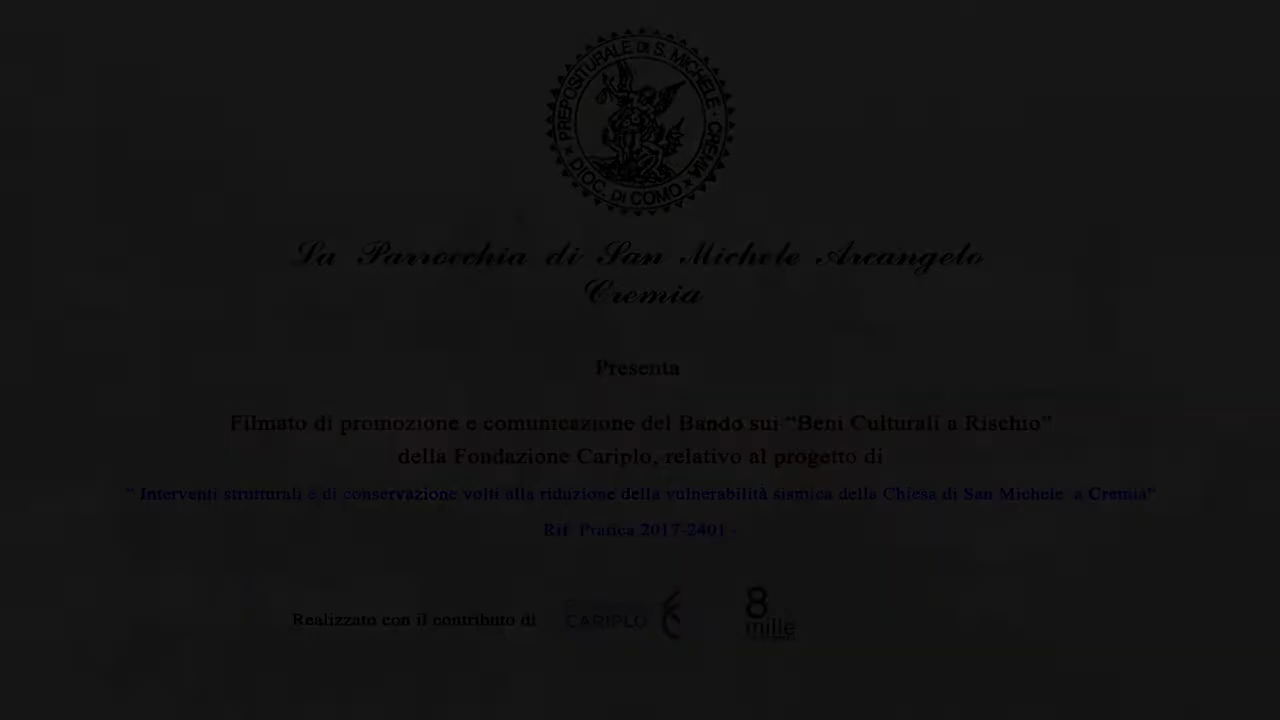 PREPOSITURALE DI S. MICHELE · CREMIA
DIOC. DI COMO
La Parrocchia di San Michele Arcangelo
Cremia
Presenta
Filmato di promozione e comunicazione del Bando sui "Beni Culturali a Rischio"
della Fondazione Cariplo, relativo al progetto di
" Interventi strutturali e di conservazione volti alla riduzione della vulnerabilità sismica della Chiesa di San Michele a Cremia"
Rif. Pratica 2017-2401 -
Realizzato con il contributo di
CARIPLO
8
mille